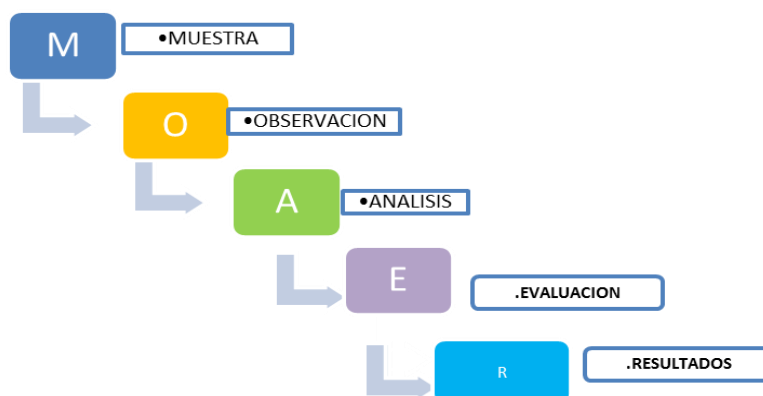 M
•MUESTRA
O
•OBSERVACION
A
•ANALISIS
E
.EVALUACION
R
.RESULTADOS